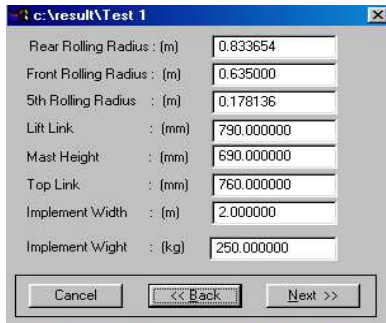 c:\result\Test 1
Rear Rolling Radius : (m) 0.833654
Front Rolling Radius : (m) 0.635000
5th Rolling Radius : (m) 0.178136
Lift Link : (mm) 790.000000
Mast Height : (mm) 690.000000
Top Link : (mm) 760.000000
Implement Width : (m) 2.000000
Implement Wight : (kg) 250.000000
Cancel << Back Next >>